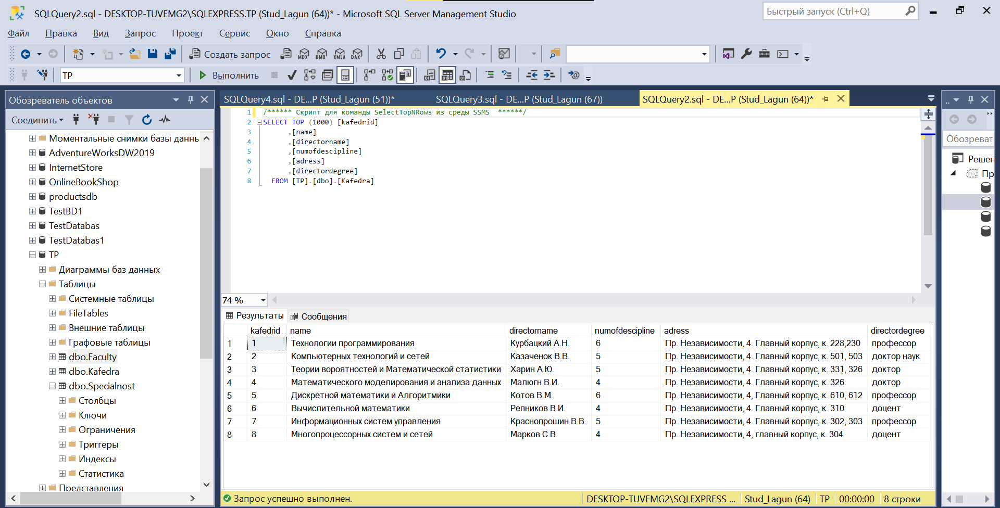 SQLQuery2.sql - DESKTOP-TUVEMG2\SQLEXPRESS.TP (Stud_Lagun (64))* - Microsoft SQL Server Management Studio
Быстрый запуск (Ctrl+Q)
Файл Правка Вид Запрос Проект Сервис Окно Справка
Создать запрос MDX DMX XMLA DAX
TP Выполнить
Обозреватель объектов
Соединить
Моментальные снимки базы даннь
AdventureWorksDW2019
InternetStore
OnlineBookShop
productsdb
TestBD1
TestDatabas
TestDatabas1
TP
Диаграммы баз данных
Таблицы
Системные таблицы
FileTables
Внешние таблицы
Графовые таблицы
dbo.Faculty
dbo.Kafedra
dbo.Specialnost
Столбцы
Ключи
Ограничения
Триггеры
Индексы
Статистика
Представления
SQLQuery4.sql - DE...P (Stud_Lagun (51))* SQLQuery3.sql - DE...P (Stud_Lagun (67)) SQLQuery2.sql - DE...P (Stud_Lagun (64))*
1 /****** Скрипт для команды SelectTopNRows из среды SSMS  ******/
2 SELECT TOP (1000) [kafedrid]
3 ,[name]
4 ,[directorname]
5 ,[numofdescipline]
6 ,[adress]
7 ,[directordegree]
8 FROM [TP].[dbo].[Kafedra]
74 %
Результаты Сообщения
kafedrid name directorname numofdescipline adress directordegree
1 1 Технологии программирования Курбацкий А.Н. 6 Пр. Независимости, 4. Главный корпус, к. 228,230 профессор
2 2 Компьютерных технологий и сетей Казаченок В.В. 5 Пр. Независимости, 4. Главный корпус, к. 501, 503 доктор наук
3 3 Теории вороятностей и Математической статистики Харин А.Ю. 5 Пр. Независимости, 4. Главный корпус, к. 331, 326 доктор
4 4 Математического моделирования и анализа данных Малюгн В.И. 4 Пр. Независимости, 4. Главный корпус, к. 326 доктор
5 5 Дискретной математики и Алгоритмики Котов В.М. 6 Пр. Независимости, 4, Главный корпус, к. 610, 612 профессор
6 6 Вычислительной математики Репников В.И. 4 Пр. Независимости, 4. Главный корпус, к. 310 доцент
7 7 Информационных систем управления Краснопрошин В.В. 5 Пр. Независимости, 4. Главный корпус, к. 302, 303 профессор
8 8 Многопроцессорных систем и сетей Марков С.В. 4 Пр. Независимости, 4, главный корпус, к. 304 доцент
Запрос успешно выполнен. DESKTOP-TUVEMG2\SQLEXPRESS ... Stud_Lagun (64) TP 00:00:00 8 строки
..
Обозреват
Решен
Пр